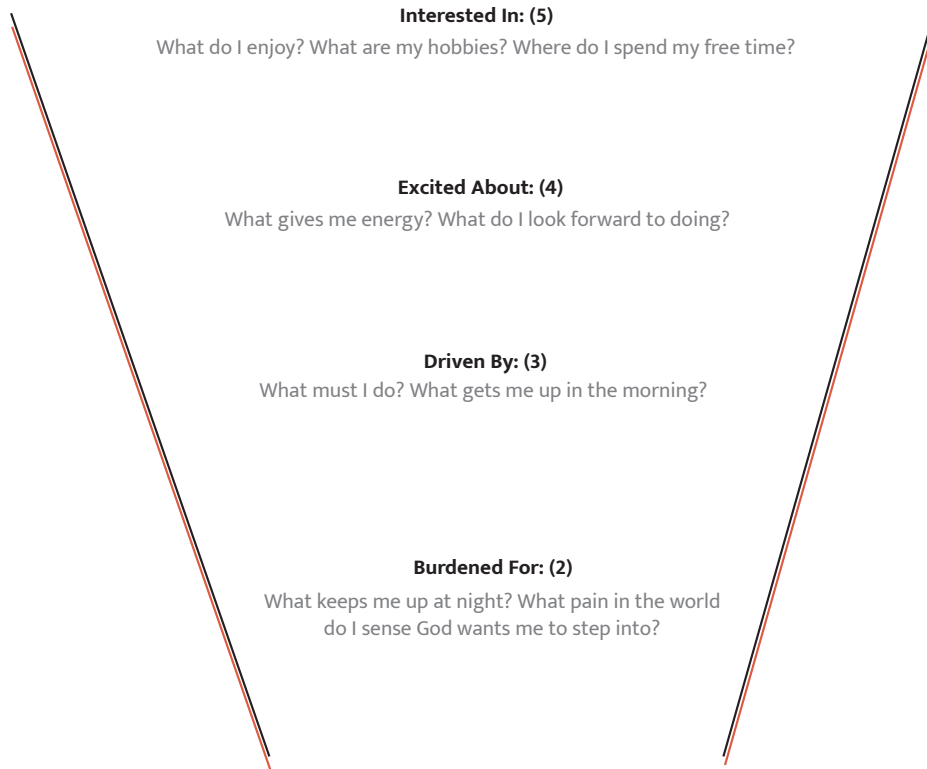 Interested In: (5)
What do I enjoy? What are my hobbies? Where do I spend my free time?
Excited About: (4)
What gives me energy? What do I look forward to doing?
Driven By: (3)
What must I do? What gets me up in the morning?
Burdened For: (2)
What keeps me up at night? What pain in the world
do I sense God wants me to step into?